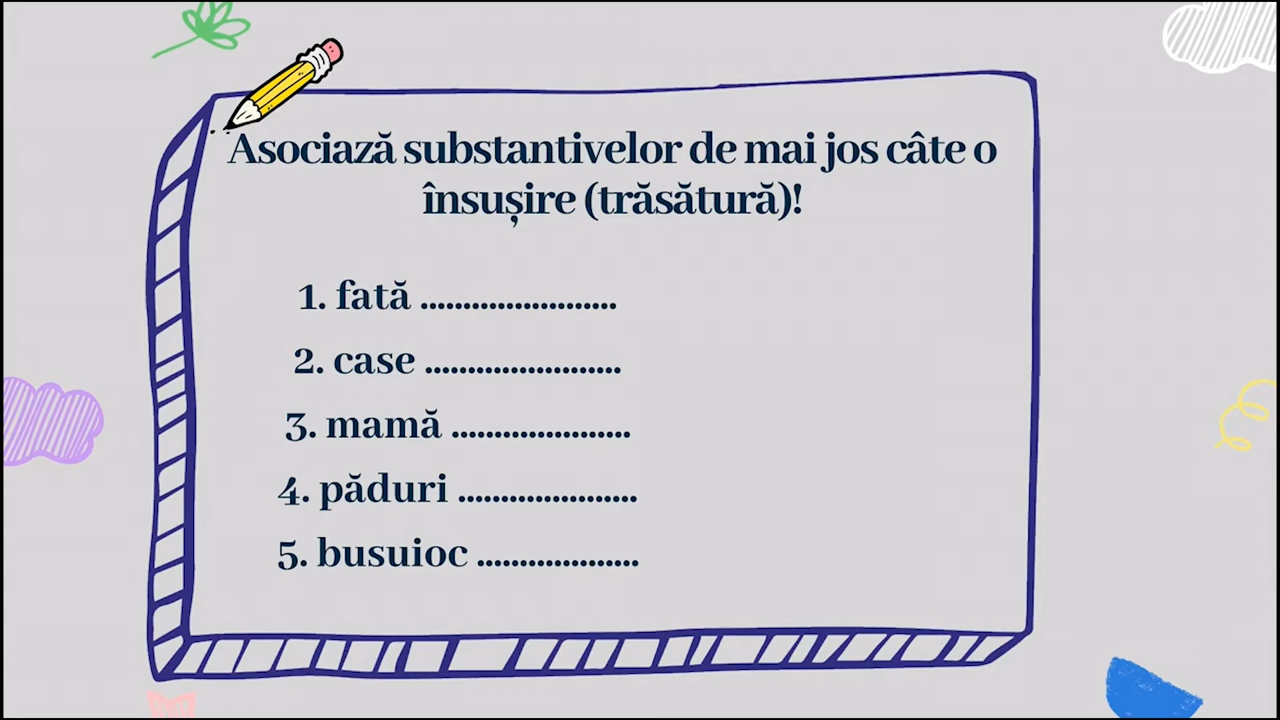 Asociază substantivelor de mai jos câte o
însușire (trăsătură)!
1. fată .......................
2. case .......................
3. mamă .....................
4. păduri .....................
5. busuioc ...................